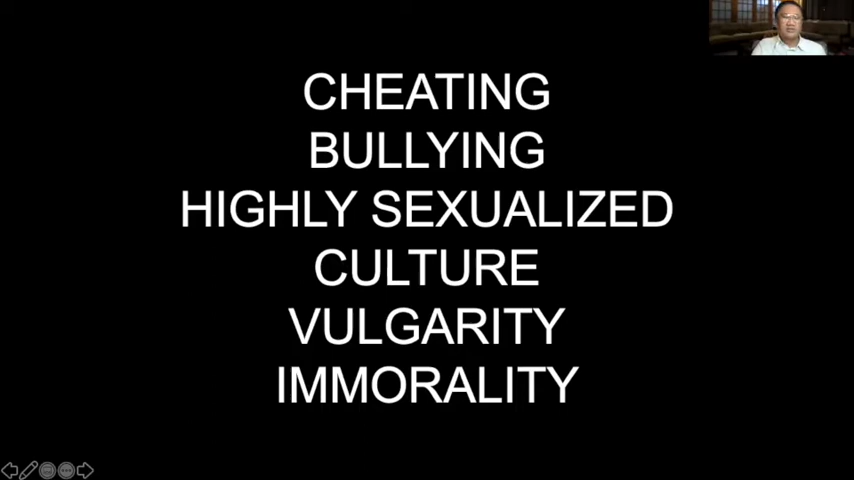 CHEATING
BULLYING
HIGHLY SEXUALIZED
CULTURE
VULGARITY
IMMORALITY